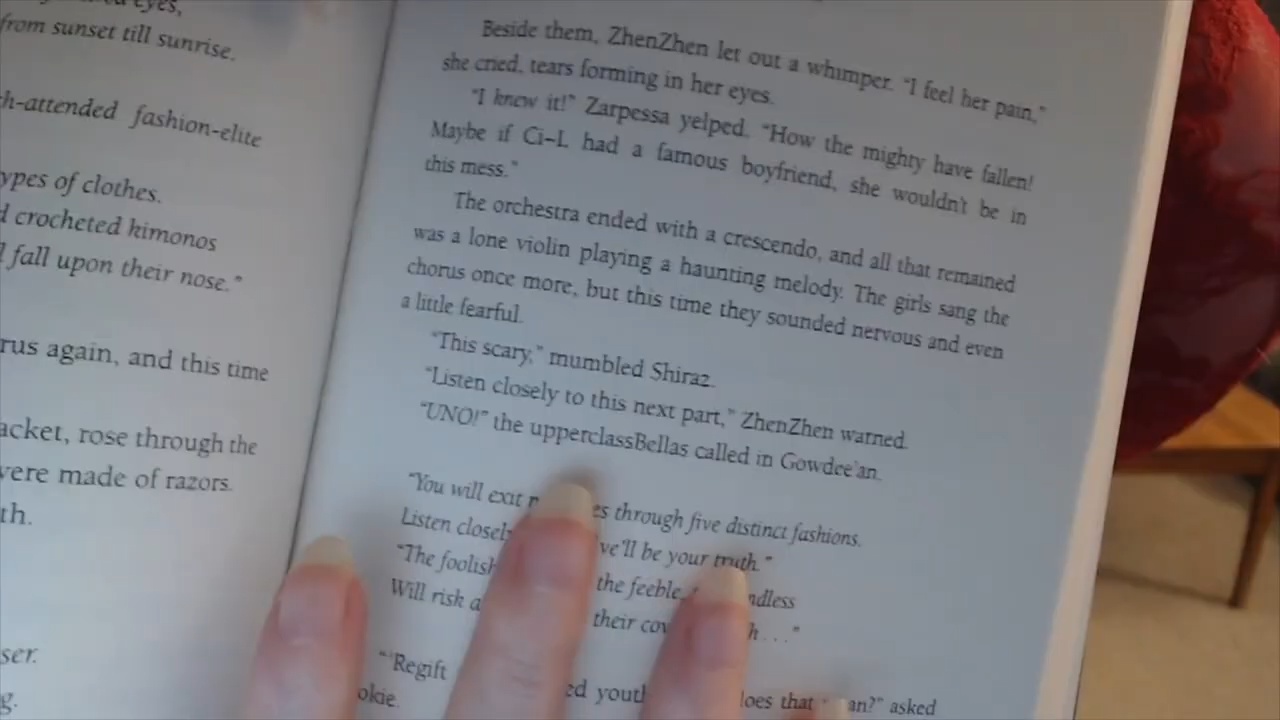 from sunset till sunrise.
h-attended fashion-elite
ypes of clothes.
d crocheted kimonos
l fall upon their nose."
rus again, and this time
acket, rose through the
vere made of razors.
th.
ser.
g.
Beside them, ZhenZhen let out a whimper. "I feel her pain,"
she cried, tears forming in her eyes.
"I knew it!" Zarpessa yelped. "How the mighty have fallen!
Maybe if Ci-L had a famous boyfriend, she wouldn't be in
this mess."
The orchestra ended with a crescendo, and all that remained
was a lone violin playing a haunting melody. The girls sang the
chorus once more, but this time they sounded nervous and even
a little fearful.
"This scary," mumbled Shiraz.
"Listen closely to this next part," ZhenZhen warned.
"UNO!" the upperclassBellas called in Gowdee'an.
"You will exit es through five distinct fashions.
Listen closel ve'll be your truth."
"The foolish the feeble, ndless
Will risk a their cov h . . ."
"'Regift ed youth loes that an?" asked
okie.